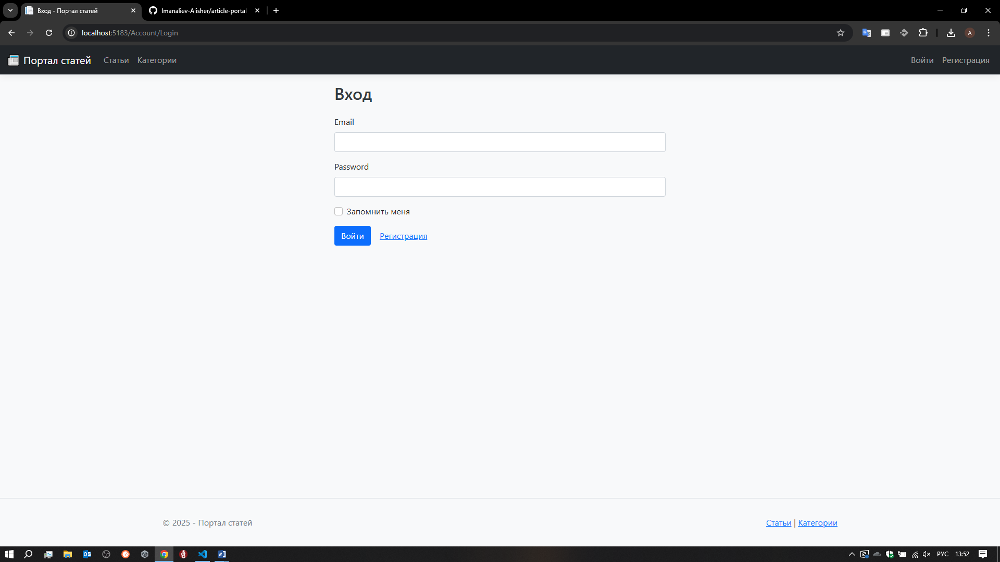 Вход - Портал статей
Imanaliev-Alisher/article-portal
localhost:5183/Account/Login
A
Портал статей
Статьи
Категории
Войти
Регистрация
Вход
Email
Password
Запомнить меня
Войти
Регистрация
© 2025 - Портал статей
Статьи | Категории
РУС
13:52